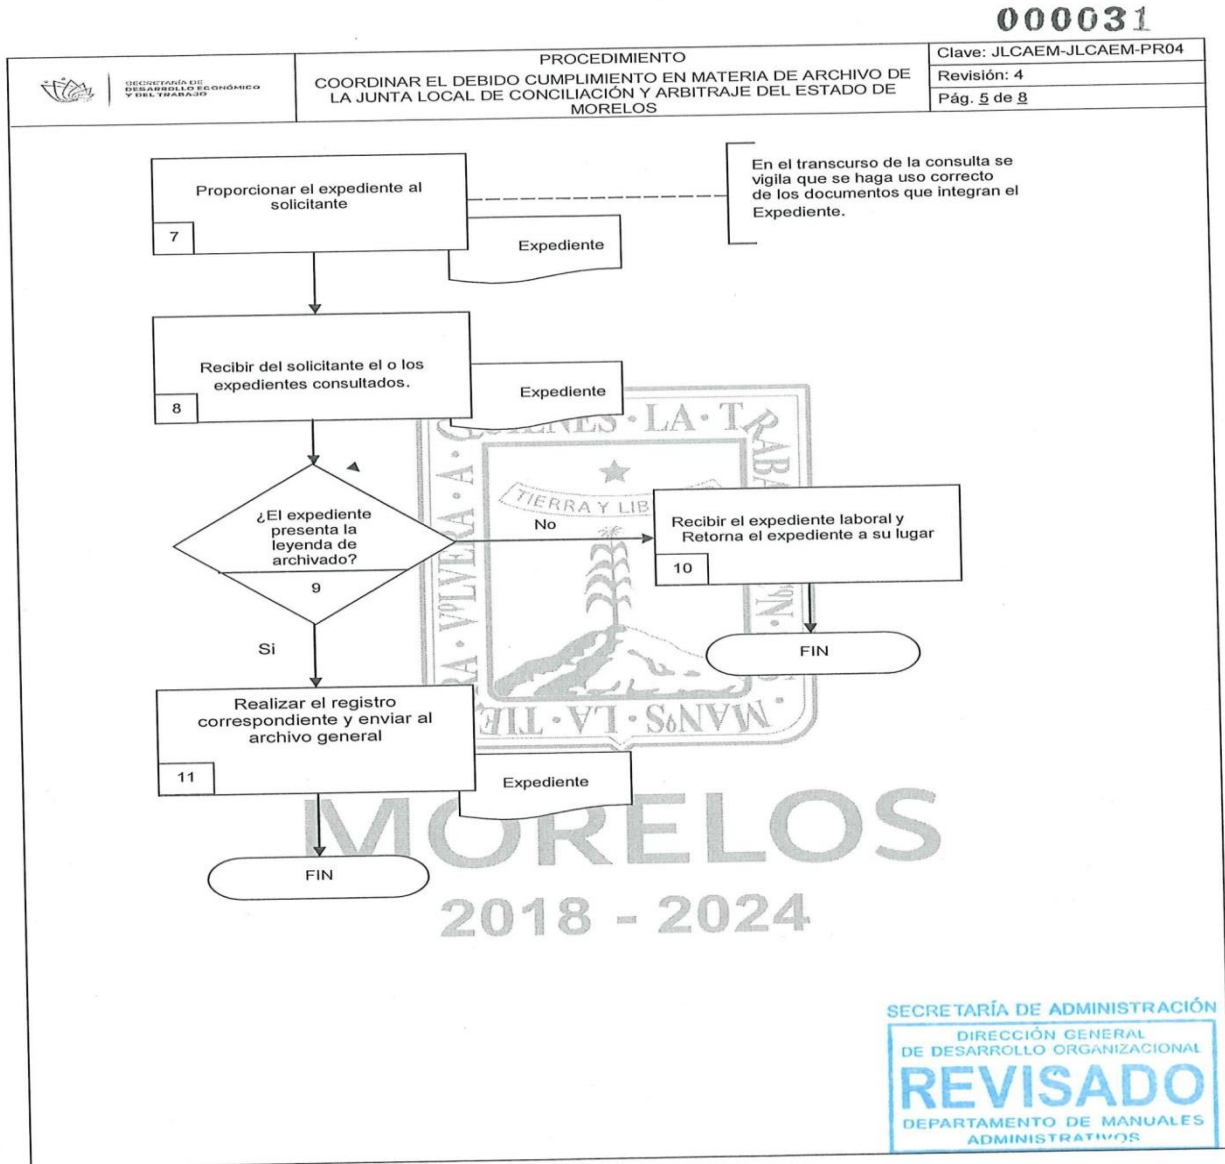 000031
SECRETARÍA DE
DESARROLLO ECONÓMICO
Y DEL TRABAJO
PROCEDIMIENTO
COORDINAR EL DEBIDO CUMPLIMIENTO EN MATERIA DE ARCHIVO DE
LA JUNTA LOCAL DE CONCILIACIÓN Y ARBITRAJE DEL ESTADO DE
MORELOS
Clave: JLCAEM-JLCAEM-PR04
Revisión: 4
Pág. 5 de 8
Proporcionar el expediente al
solicitante
7
Expediente
En el transcurso de la consulta se
vigila que se haga uso correcto
de los documentos que integran el
Expediente.
Recibir del solicitante el o los
expedientes consultados.
8
Expediente
¿El expediente
presenta la
leyenda de
archivado?
9
No
Recibir el expediente laboral y
Retorna el expediente a su lugar
10
FIN
Si
Realizar el registro
correspondiente y enviar al
archivo general
11
Expediente
FIN
TIERRA Y LIB
LA · TRABA
VOLVERA · A ·
LA · TIE
MANOS ·
MORELOS
2018 - 2024
SECRETARÍA DE ADMINISTRACIÓN
DIRECCIÓN GENERAL
DE DESARROLLO ORGANIZACIONAL
REVISADO
DEPARTAMENTO DE MANUALES
ADMINISTRATIVOS